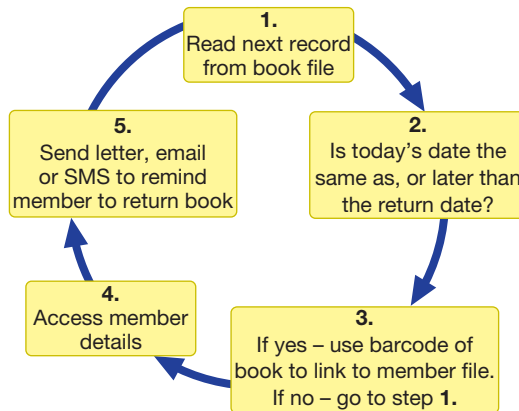 1.
Read next record
from book file
2.
Is today's date the
same as, or later than
the return date?
3.
If yes – use barcode of
book to link to member file.
If no – go to step 1.
4.
Access member
details
5.
Send letter, email
or SMS to remind
member to return book